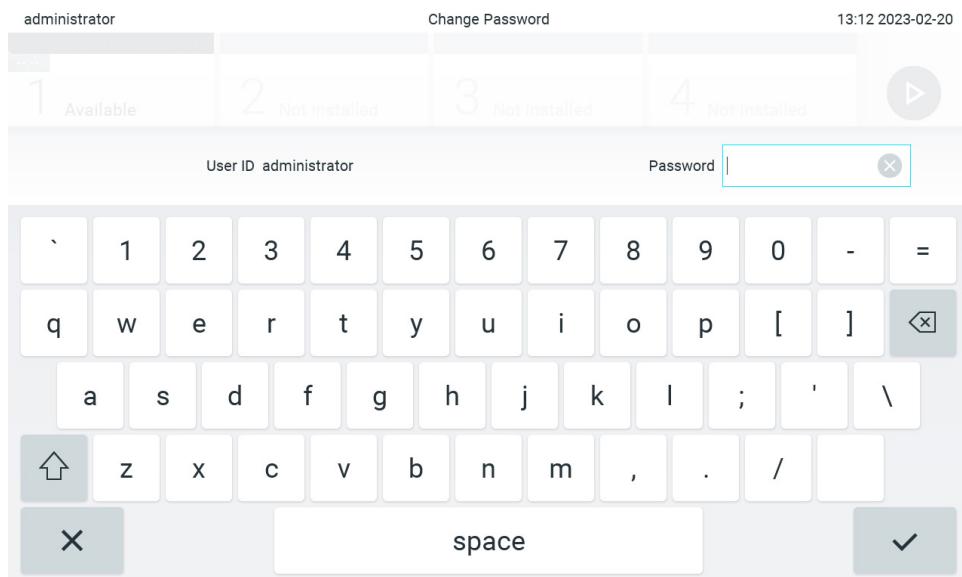 administrator Change Password 13:12 2023-02-20
1 Available 2 Not Installed 3 Not Installed 4 Not Installed
User ID administrator Password
` 1 2 3 4 5 6 7 8 9 0 - =
q w e r t y u i o p [ ]
a s d f g h j k l ; ' \
z x c v b n m , . /
space